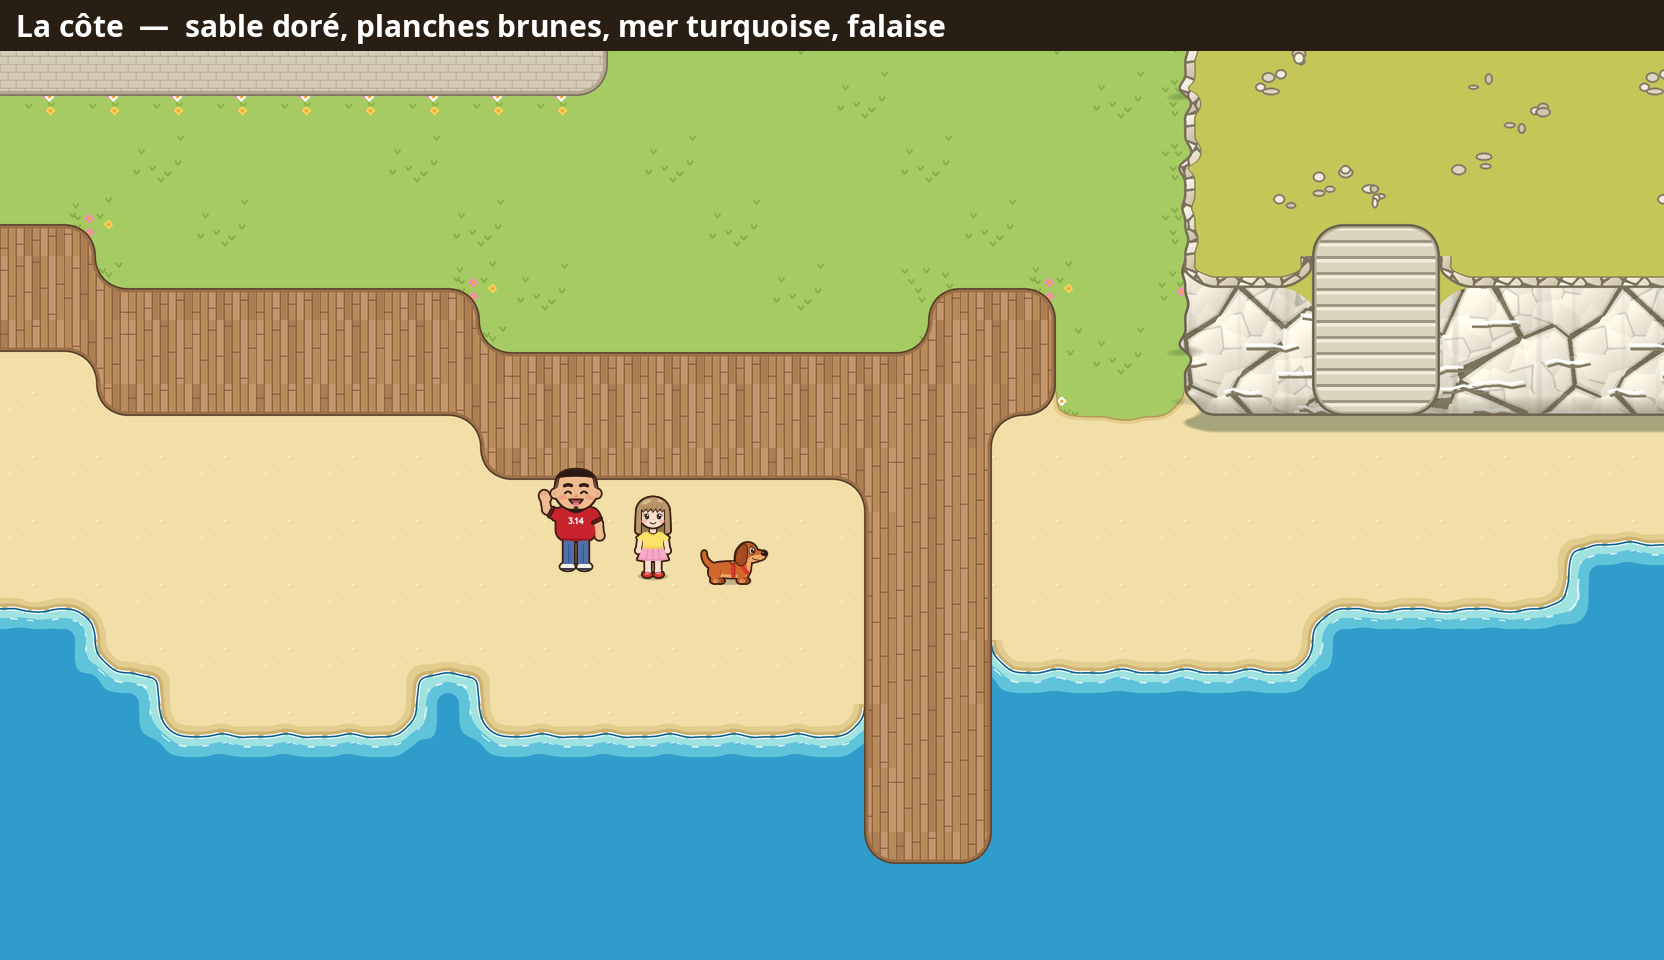 La côte — sable doré, planches brunes, mer turquoise, falaise
3.14